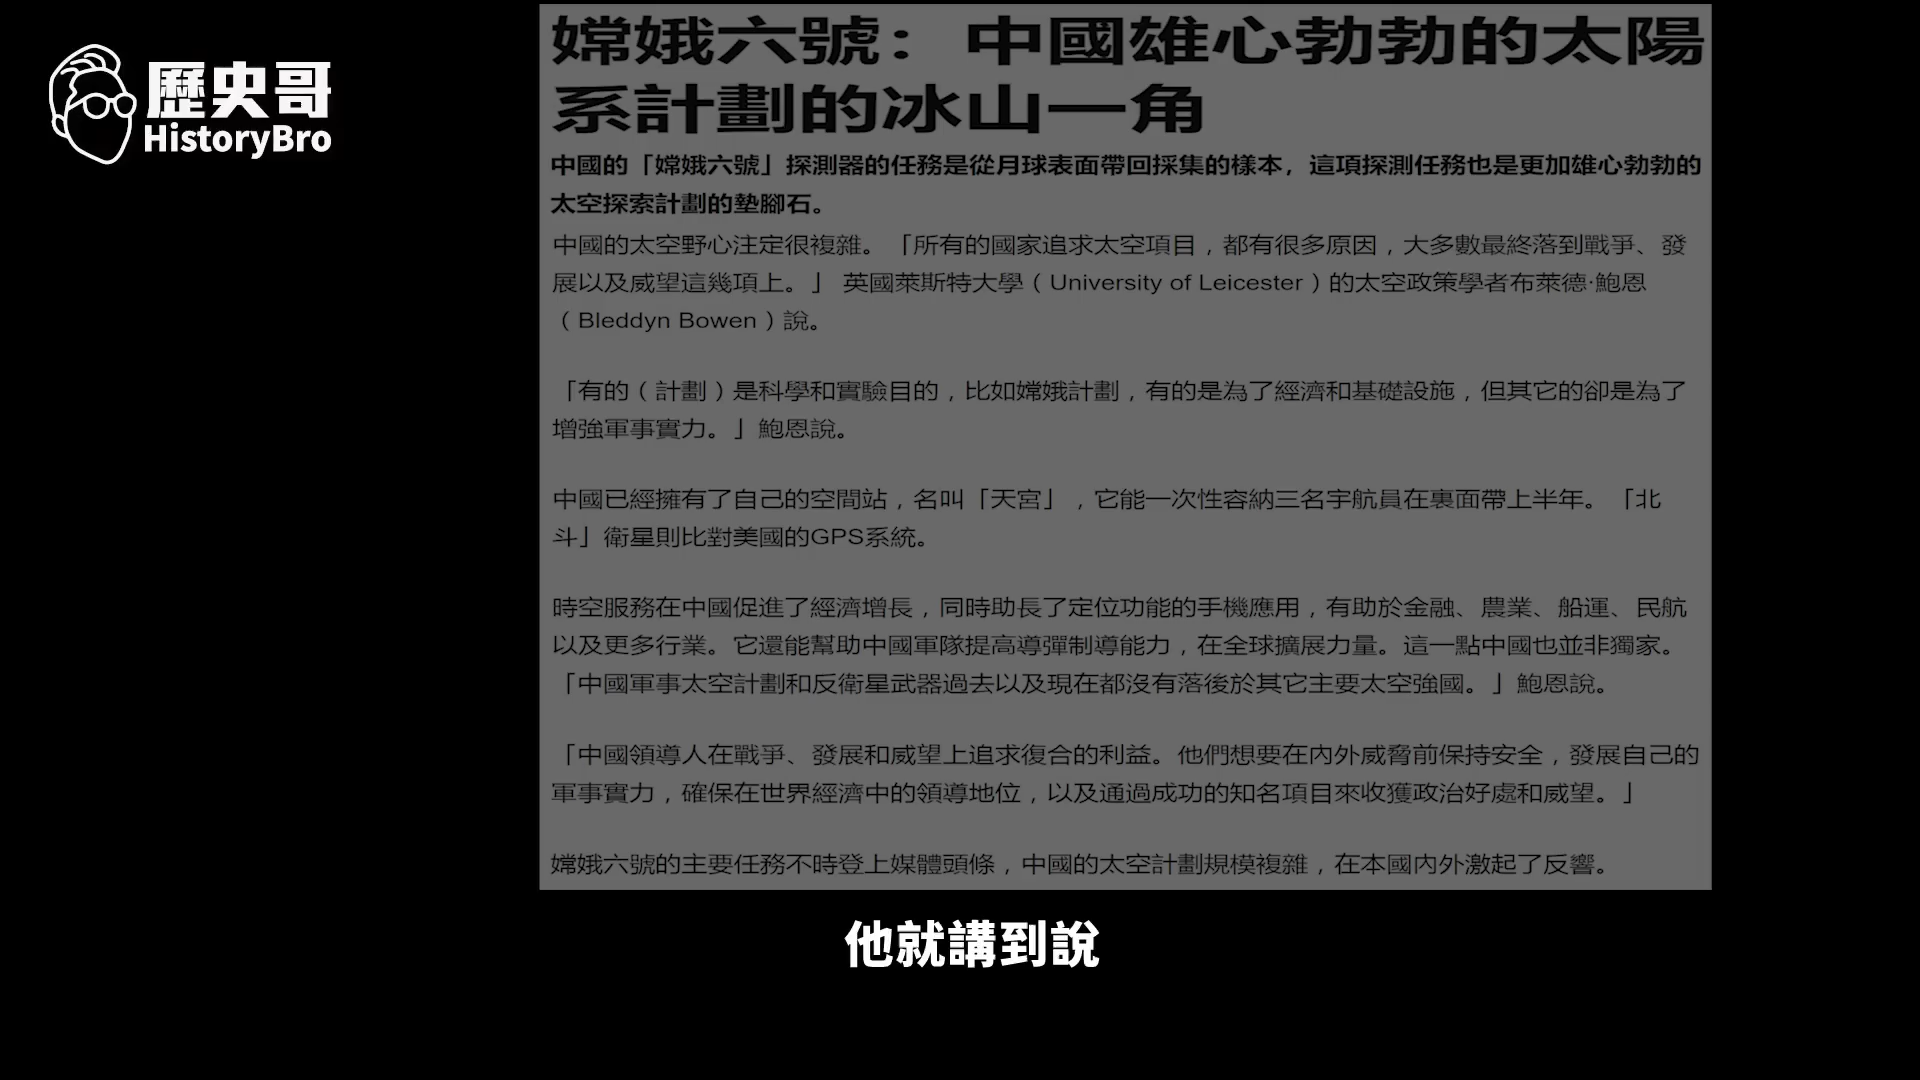 歷史哥
HistoryBro
嫦娥六號：中國雄心勃勃的太陽
系計劃的冰山一角
中國的「嫦娥六號」探測器的任務是從月球表面帶回採集的樣本，這項探測任務也是更加雄心勃勃的
太空探索計劃的墊腳石。
中國的太空野心注定很複雜。「所有的國家追求太空項目，都有很多原因，大多數最終落到戰爭、發
展以及威望這幾項上。」 英國萊斯特大學（University of Leicester）的太空政策學者布萊德·鮑恩
（Bleddyn Bowen）說。
「有的（計劃）是科學和實驗目的，比如嫦娥計劃，有的是為了經濟和基礎設施，但其它的卻是為了
增強軍事實力。」鮑恩說。
中國已經擁有了自己的空間站，名叫「天宮」，它能一次性容納三名宇航員在裏面帶上半年。「北
斗」衛星則比對美國的GPS系統。
時空服務在中國促進了經濟增長，同時助長了定位功能的手機應用，有助於金融、農業、船運、民航
以及更多行業。它還能幫助中國軍隊提高導彈制導能力，在全球擴展力量。這一點中國也並非獨家。
「中國軍事太空計劃和反衛星武器過去以及現在都沒有落後於其它主要太空強國。」鮑恩說。
「中國領導人在戰爭、發展和威望上追求復合的利益。他們想要在內外威脅前保持安全，發展自己的
軍事實力，確保在世界經濟中的領導地位，以及通過成功的知名項目來收獲政治好處和威望。」
嫦娥六號的主要任務不時登上媒體頭條，中國的太空計劃規模複雜，在本國內外激起了反響。
他就講到說